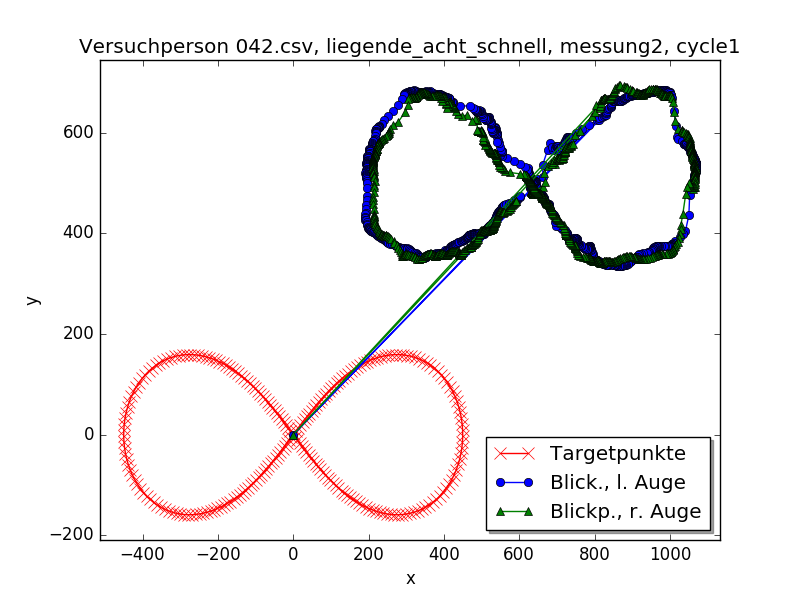 Versuchperson 042.csv, liegende_acht_schnell, messung2, cycle1
600
400
200
0
−200
y
−400
−200
0
200
400
600
800
1000
x
Targetpunkte
Blick., l. Auge
Blickp., r. Auge